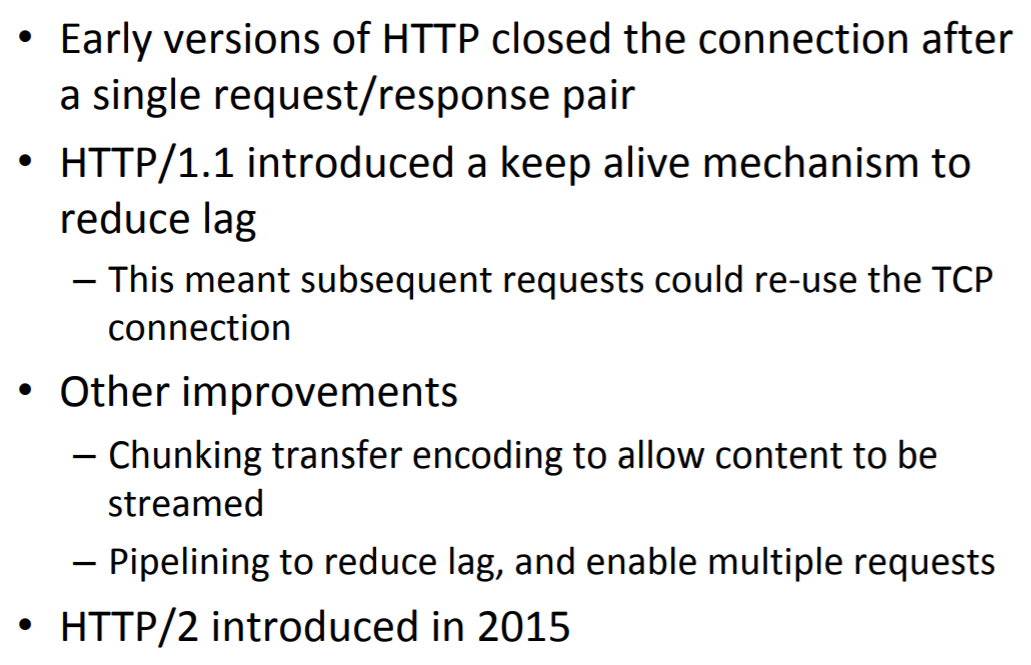 • Early versions of HTTP closed the connection after
a single request/response pair
• HTTP/1.1 introduced a keep alive mechanism to
reduce lag
– This meant subsequent requests could re-use the TCP
connection
• Other improvements
– Chunking transfer encoding to allow content to be
streamed
– Pipelining to reduce lag, and enable multiple requests
• HTTP/2 introduced in 2015